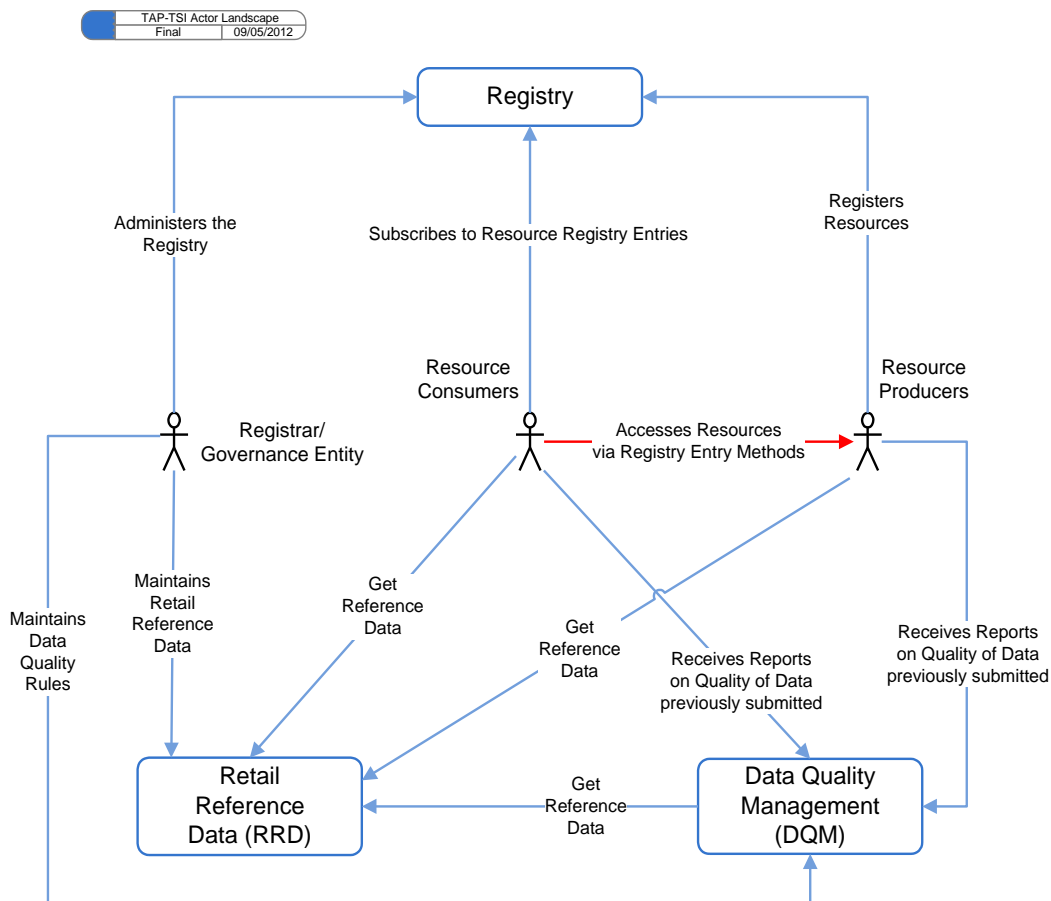 TAP-TSI Actor Landscape
Final 09/05/2012
Registry
Administers the
Registry
Subscribes to Resource Registry Entries
Registers
Resources
Resource
Consumers
Resource
Producers
Registrar/
Governance Entity
Accesses Resources
via Registry Entry Methods
Maintains
Data
Quality
Rules
Maintains
Retail
Reference
Data
Get
Reference
Data
Get
Reference
Data
Receives Reports
on Quality of Data
previously submitted
Receives Reports
on Quality of Data
previously submitted
Retail
Reference
Data (RRD)
Get
Reference
Data
Data Quality
Management
(DQM)